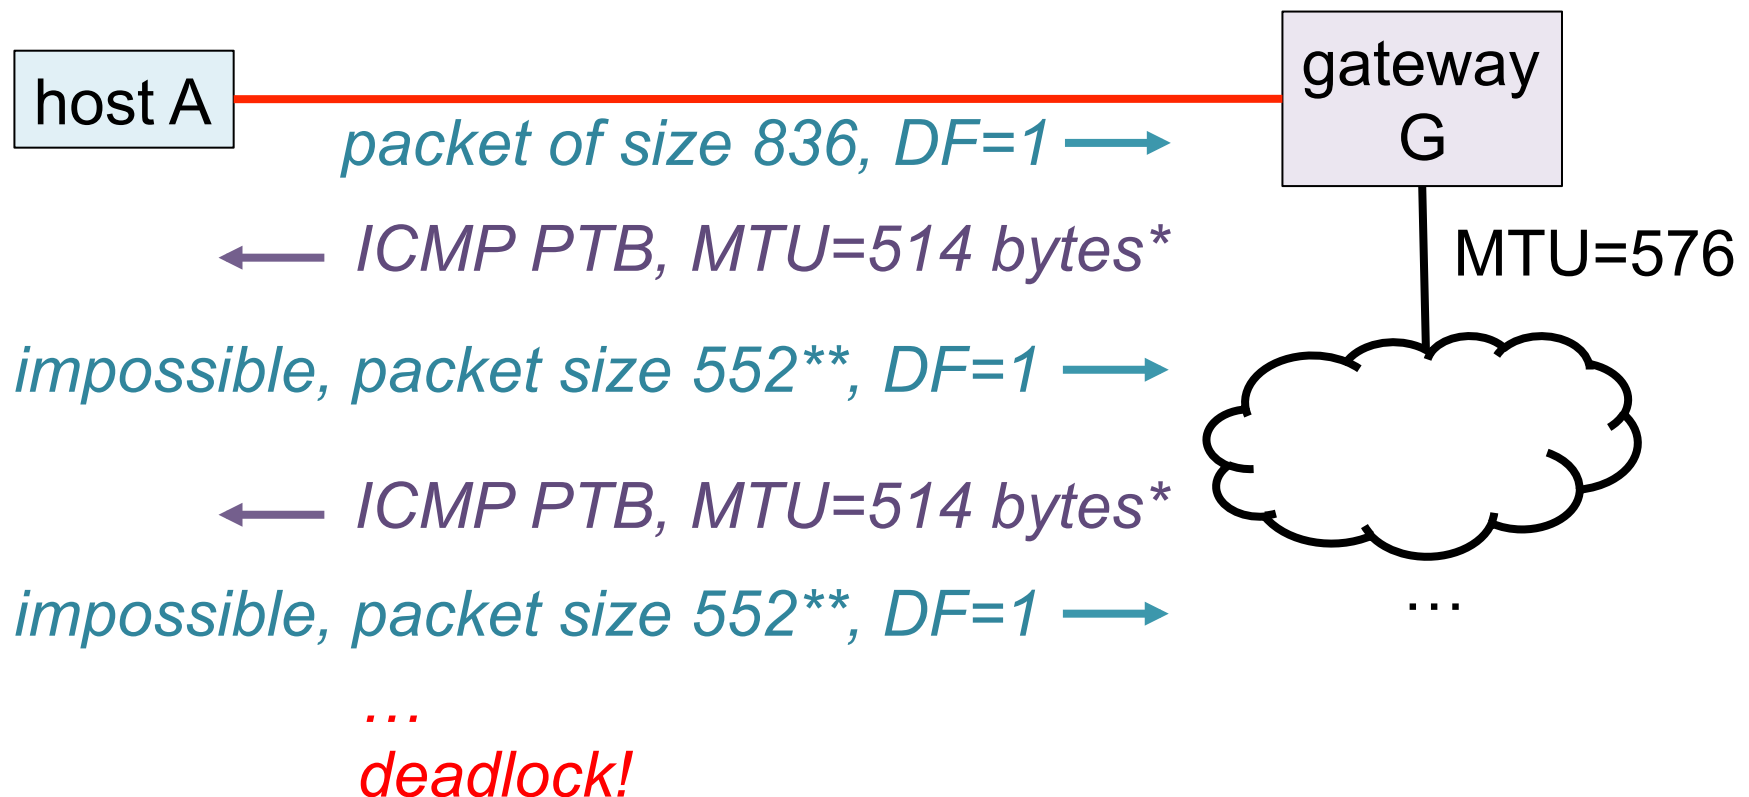 host A
gateway
G
packet of size 836, DF=1
ICMP PTB, MTU=514 bytes*
MTU=576
impossible, packet size 552**, DF=1
ICMP PTB, MTU=514 bytes*
impossible, packet size 552**, DF=1
…
…
deadlock!